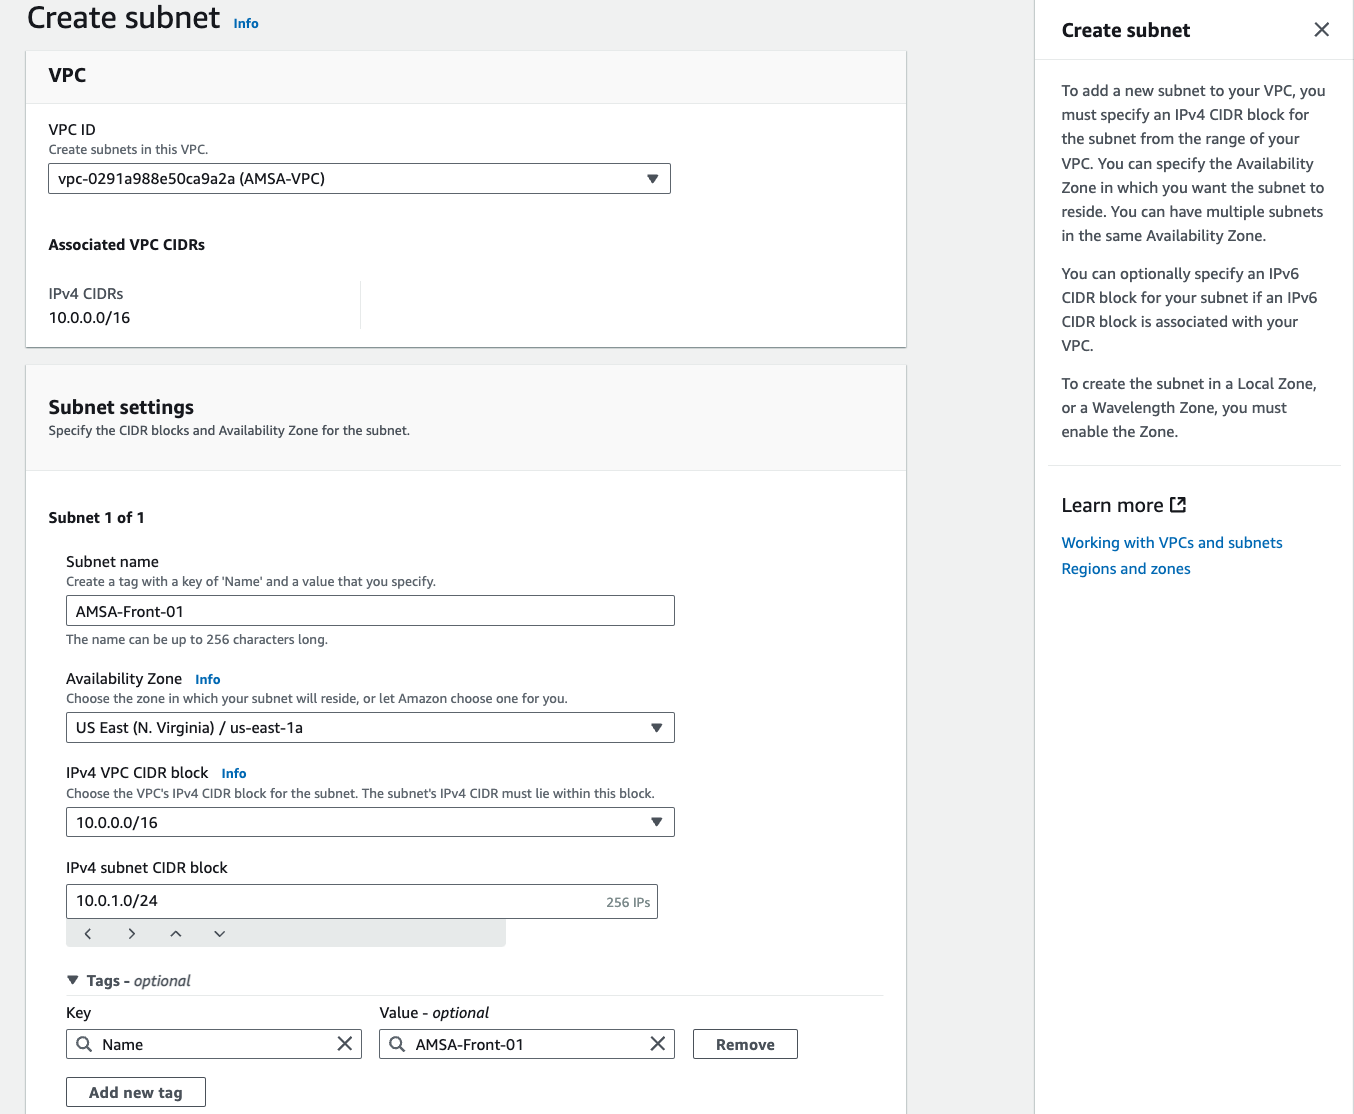 Create subnet Info
VPC
VPC ID
Create subnets in this VPC.
vpc-0291a988e50ca9a2a (AMSA-VPC)
Associated VPC CIDRs
IPv4 CIDRs
10.0.0.0/16
Subnet settings
Specify the CIDR blocks and Availability Zone for the subnet.
Subnet 1 of 1
Subnet name
Create a tag with a key of 'Name' and a value that you specify.
AMSA-Front-01
The name can be up to 256 characters long.
Availability Zone Info
Choose the zone in which your subnet will reside, or let Amazon choose one for you.
US East (N. Virginia) / us-east-1a
IPv4 VPC CIDR block Info
Choose the VPC's IPv4 CIDR block for the subnet. The subnet's IPv4 CIDR must lie within this block.
10.0.0.0/16
IPv4 subnet CIDR block
10.0.1.0/24 256 IPs
Tags - optional
Key Value - optional
Name AMSA-Front-01 Remove
Add new tag
Create subnet
To add a new subnet to your VPC, you
must specify an IPv4 CIDR block for
the subnet from the range of your
VPC. You can specify the Availability
Zone in which you want the subnet to
reside. You can have multiple subnets
in the same Availability Zone.
You can optionally specify an IPv6
CIDR block for your subnet if an IPv6
CIDR block is associated with your
VPC.
To create the subnet in a Local Zone,
or a Wavelength Zone, you must
enable the Zone.
Learn more
Working with VPCs and subnets
Regions and zones